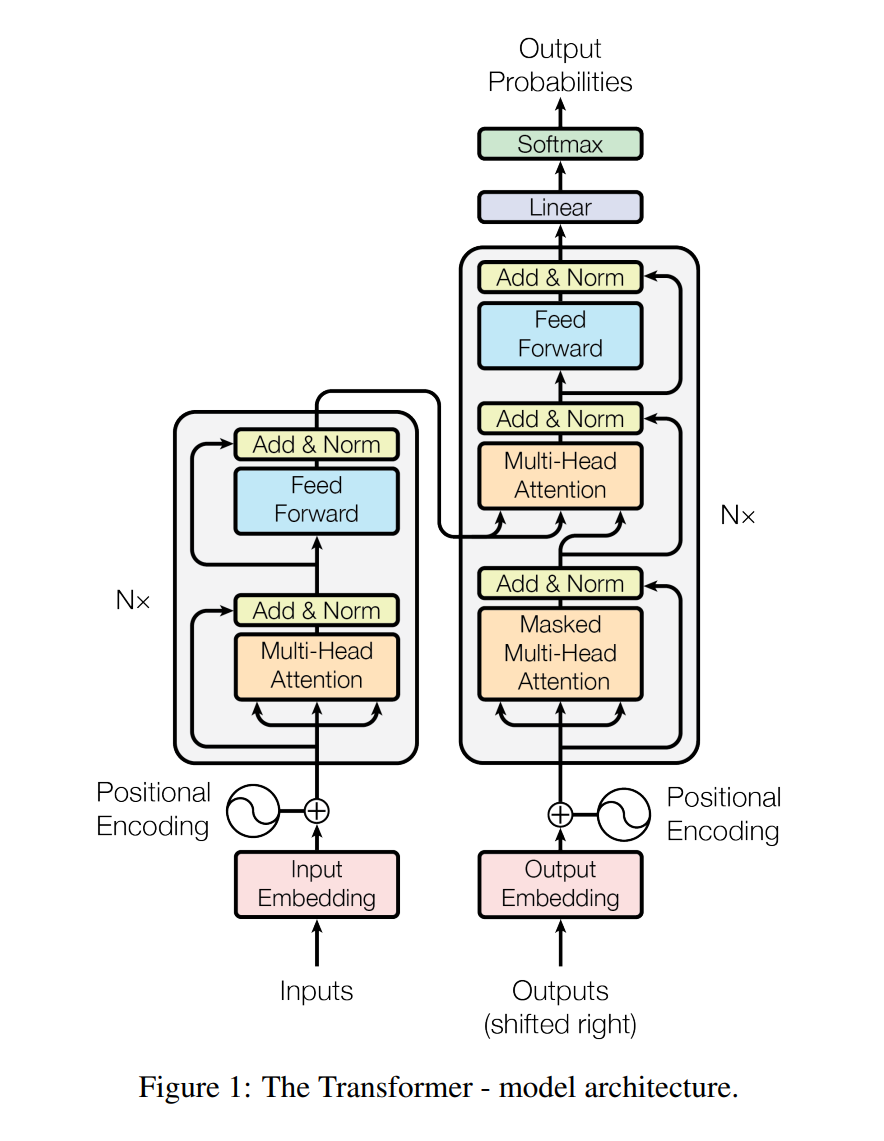 Output
Probabilities
Softmax
Linear
Add & Norm
Feed
Forward
Add & Norm
Multi-Head
Attention
Add & Norm
Masked
Multi-Head
Attention
N×
Add & Norm
Feed
Forward
Add & Norm
Multi-Head
Attention
N×
Positional
Encoding
Positional
Encoding
Input
Embedding
Output
Embedding
Inputs
Outputs
(shifted right)
Figure 1: The Transformer - model architecture.